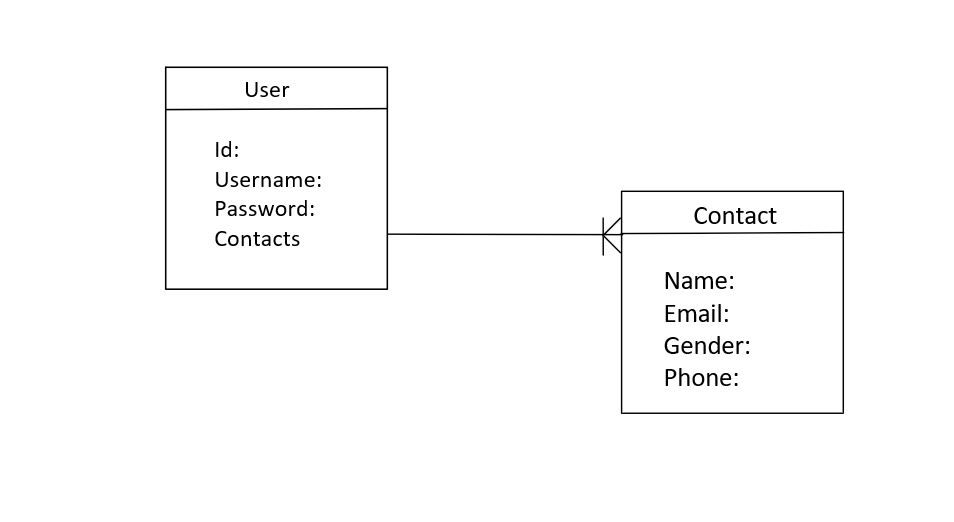 User
Id:
Username:
Password:
Contacts
Contact
Name:
Email:
Gender:
Phone: